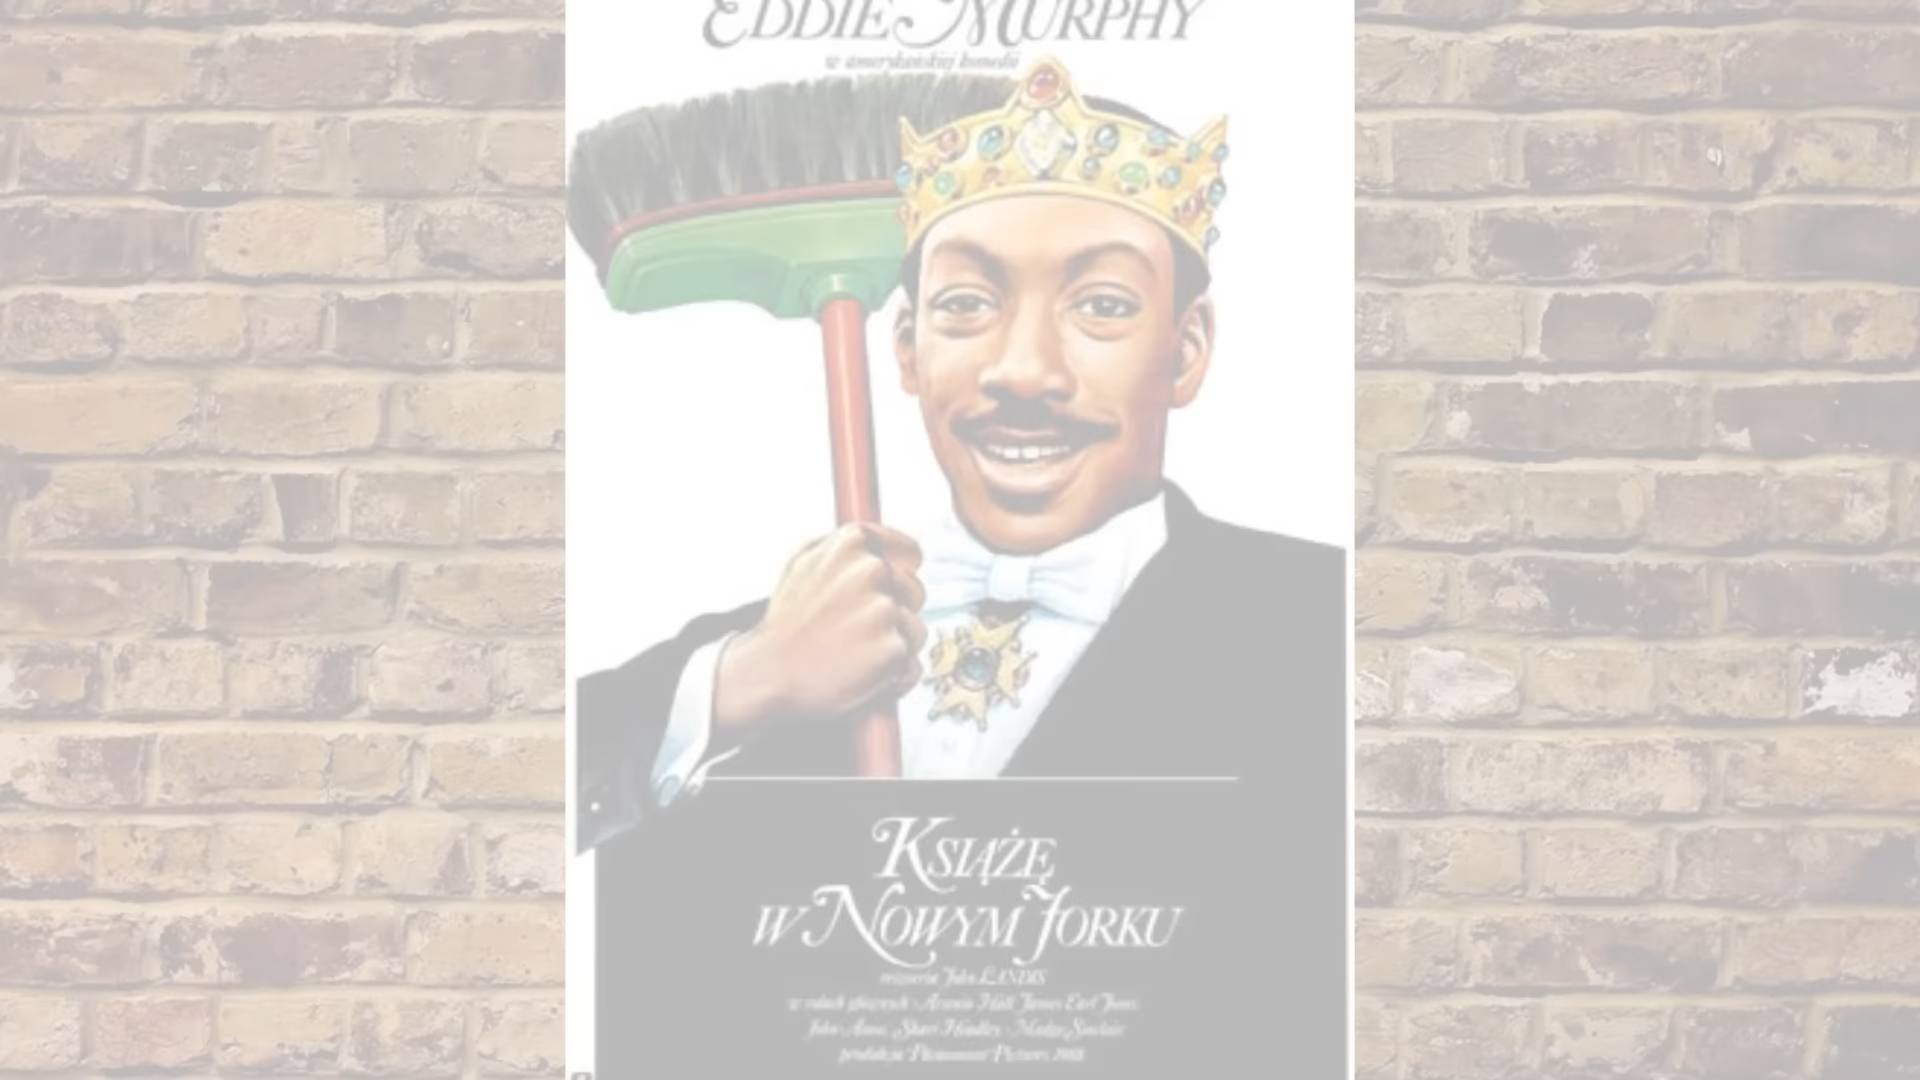 EDDIE MURPHY
w amerykańskiej komedii
KSIĄŻĘ
W NOWYM JORKU
reżyseria John LANDIS
w rolach głównych Arsenio Hall James Earl Jones
John Amos, Shari Headley Madge Sinclair
produkcja Paramount Pictures 1988